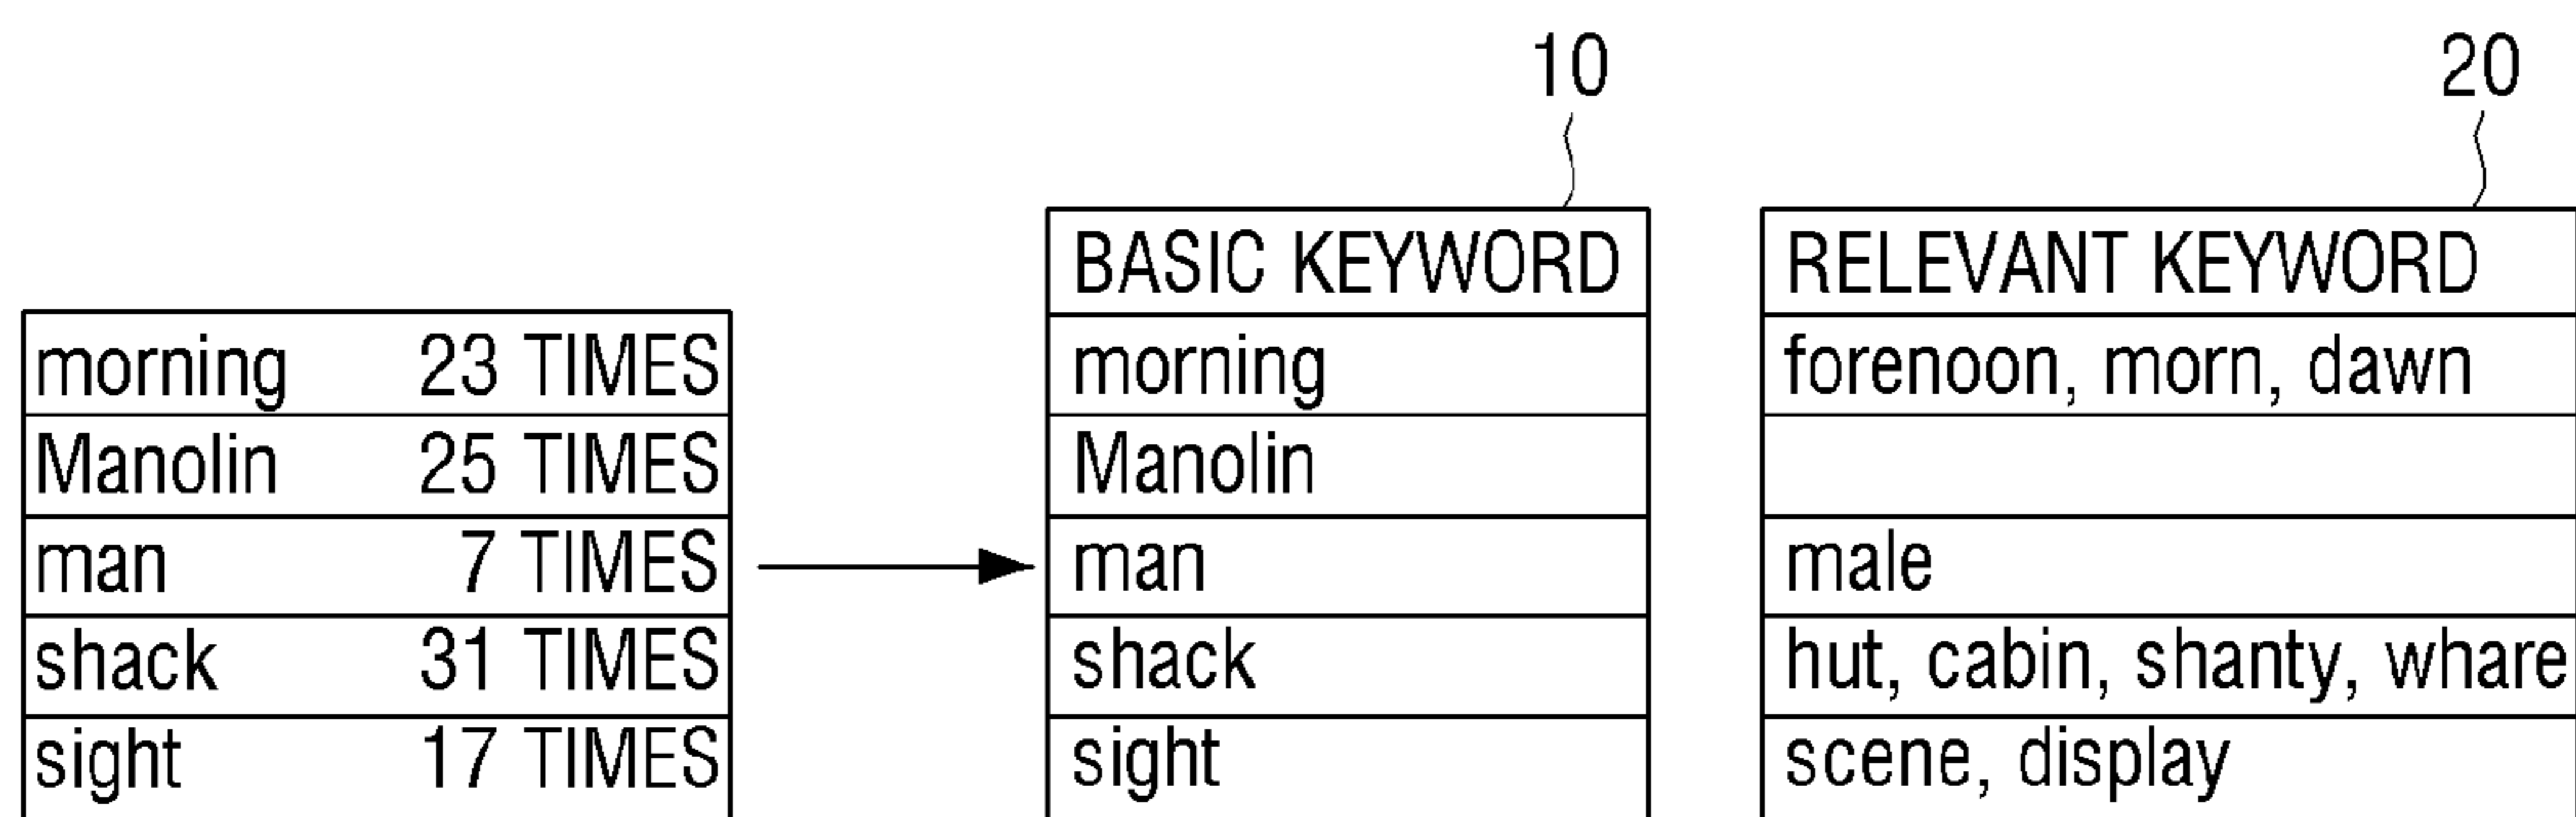 10 20
BASIC KEYWORD RELEVANT KEYWORD
morning 23 TIMES morning forenoon, morn, dawn
Manolin 25 TIMES Manolin
man 7 TIMES man male
shack 31 TIMES shack hut, cabin, shanty, whare
sight 17 TIMES sight scene, display